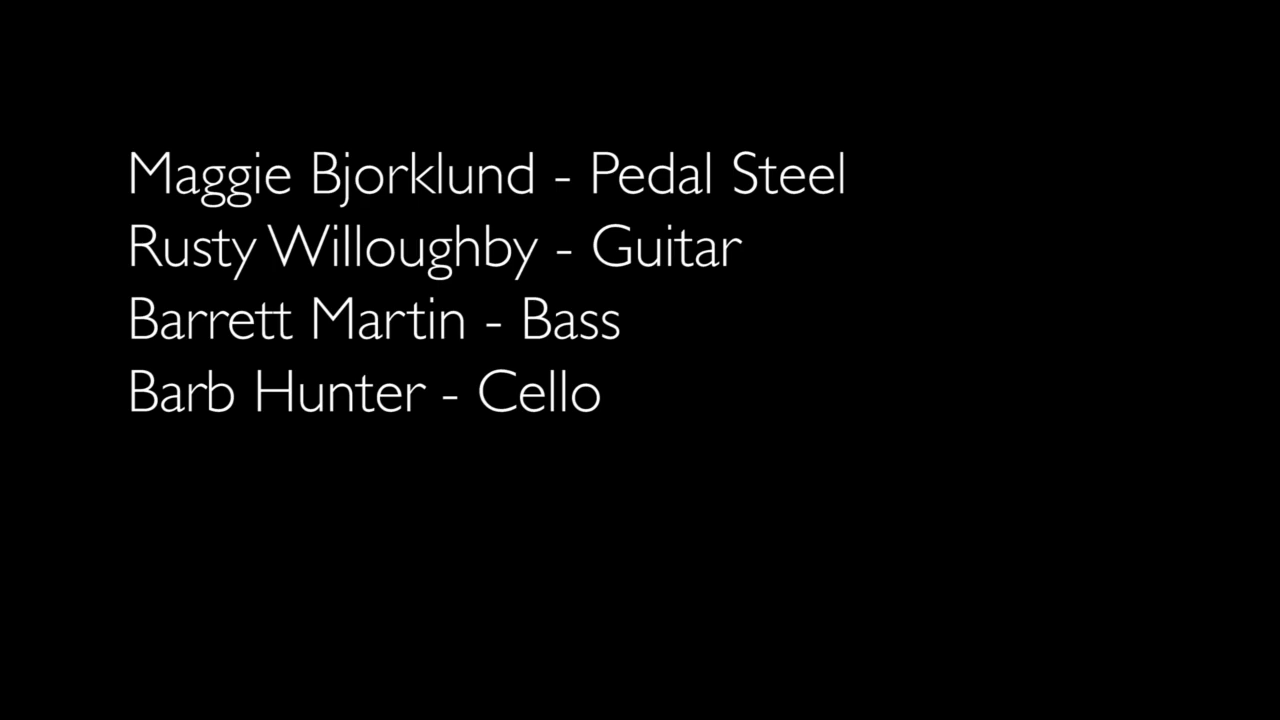 Maggie Bjorklund - Pedal Steel
Rusty Willoughby - Guitar
Barrett Martin - Bass
Barb Hunter - Cello